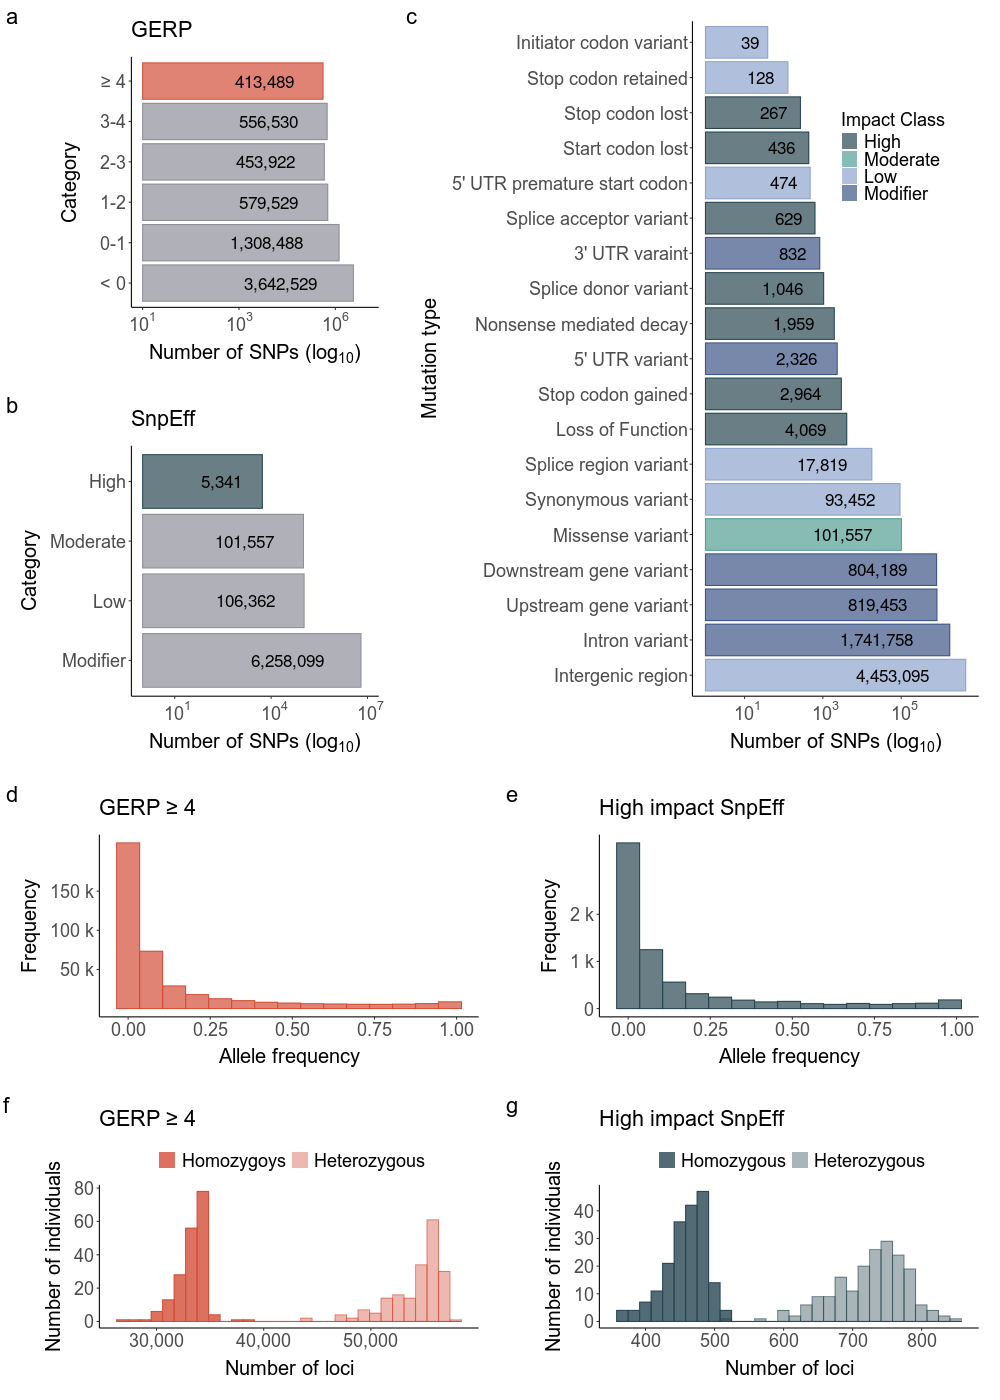 a
GERP
Category
≥ 4
413,489
3-4
556,530
2-3
453,922
1-2
579,529
0-1
1,308,488
< 0
3,642,529
10¹ 10³ 10⁶
Number of SNPs (log₁₀)
b
SnpEff
Category
High
5,341
Moderate
101,557
Low
106,362
Modifier
6,258,099
10¹ 10⁴ 10⁷
Number of SNPs (log₁₀)
c
Mutation type
Initiator codon variant
39
Stop codon retained
128
Stop codon lost
267
Start codon lost
436
5' UTR premature start codon
474
Splice acceptor variant
629
3' UTR varaint
832
Splice donor variant
1,046
Nonsense mediated decay
1,959
5' UTR variant
2,326
Stop codon gained
2,964
Loss of Function
4,069
Splice region variant
17,819
Synonymous variant
93,452
Missense variant
101,557
Downstream gene variant
804,189
Upstream gene variant
819,453
Intron variant
1,741,758
Intergenic region
4,453,095
10¹ 10³ 10⁵
Number of SNPs (log₁₀)
Impact Class
High
Moderate
Low
Modifier
d
GERP ≥ 4
Frequency
150 k
100 k
50 k
0.00 0.25 0.50 0.75 1.00
Allele frequency
e
High impact SnpEff
Frequency
2 k
1 k
0
0.00 0.25 0.50 0.75 1.00
Allele frequency
f
GERP ≥ 4
Homozygoys Heterozygous
Number of individuals
80
60
40
20
0
30,000 40,000 50,000
Number of loci
g
High impact SnpEff
Homozygous Heterozygous
Number of individuals
40
30
20
10
0
400 500 600 700 800
Number of loci